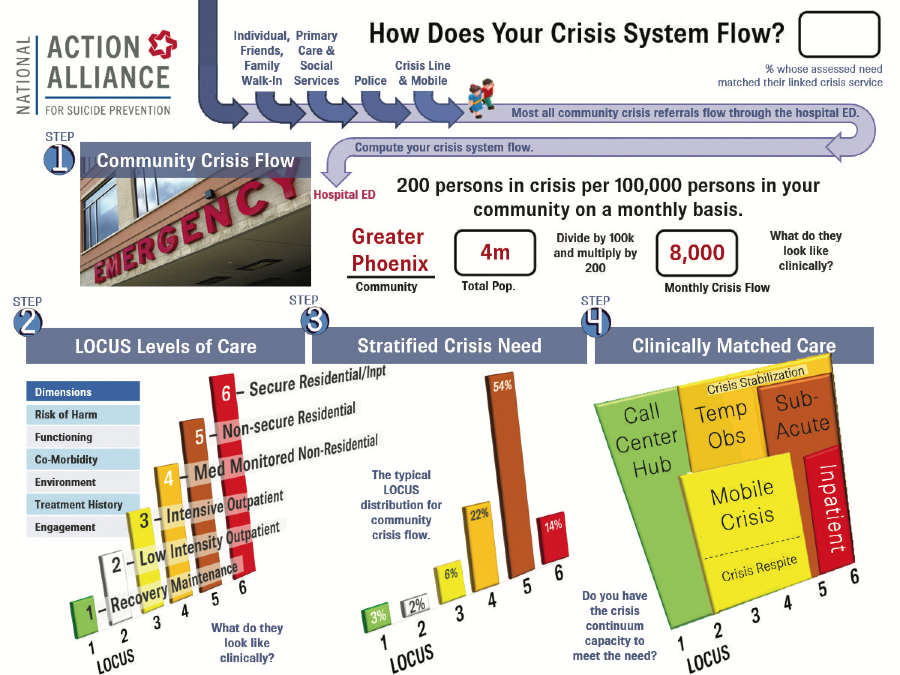 NATIONAL
ACTION
ALLIANCE
FOR SUICIDE PREVENTION
Individual,
Friends,
Family
Walk-In
Primary
Care &
Social
Services
Police
Crisis Line
& Mobile
How Does Your Crisis System Flow?
% whose assessed need
matched their linked crisis service
Most all community crisis referrals flow through the hospital ED.
Compute your crisis system flow.
Hospital ED
STEP
1
Community Crisis Flow
EMERGENCY
200 persons in crisis per 100,000 persons in your
community on a monthly basis.
Greater
Phoenix
Community
4m
Total Pop.
Divide by 100k
and multiply by
200
8,000
Monthly Crisis Flow
What do they
look like
clinically?
STEP
2
LOCUS Levels of Care
Dimensions
Risk of Harm
Functioning
Co-Morbidity
Environment
Treatment History
Engagement
6 – Secure Residential/Inpt
5 – Non-secure Residential
4 – Med Monitored Non-Residential
3 – Intensive Outpatient
2 – Low Intensity Outpatient
1 – Recovery Maintenance
1 2 3 4 5 6
LOCUS
What do they
look like
clinically?
STEP
3
Stratified Crisis Need
The typical
LOCUS
distribution for
community
crisis flow.
3%
2%
6%
22%
54%
14%
1 2 3 4 5 6
LOCUS
STEP
4
Clinically Matched Care
Crisis Stabilization
Call
Center
Hub
Temp
Obs
Sub-
Acute
Mobile
Crisis
Crisis Respite
Inpatient
1 2 3 4 5 6
LOCUS
Do you have
the crisis
continuum
capacity to
meet the need?